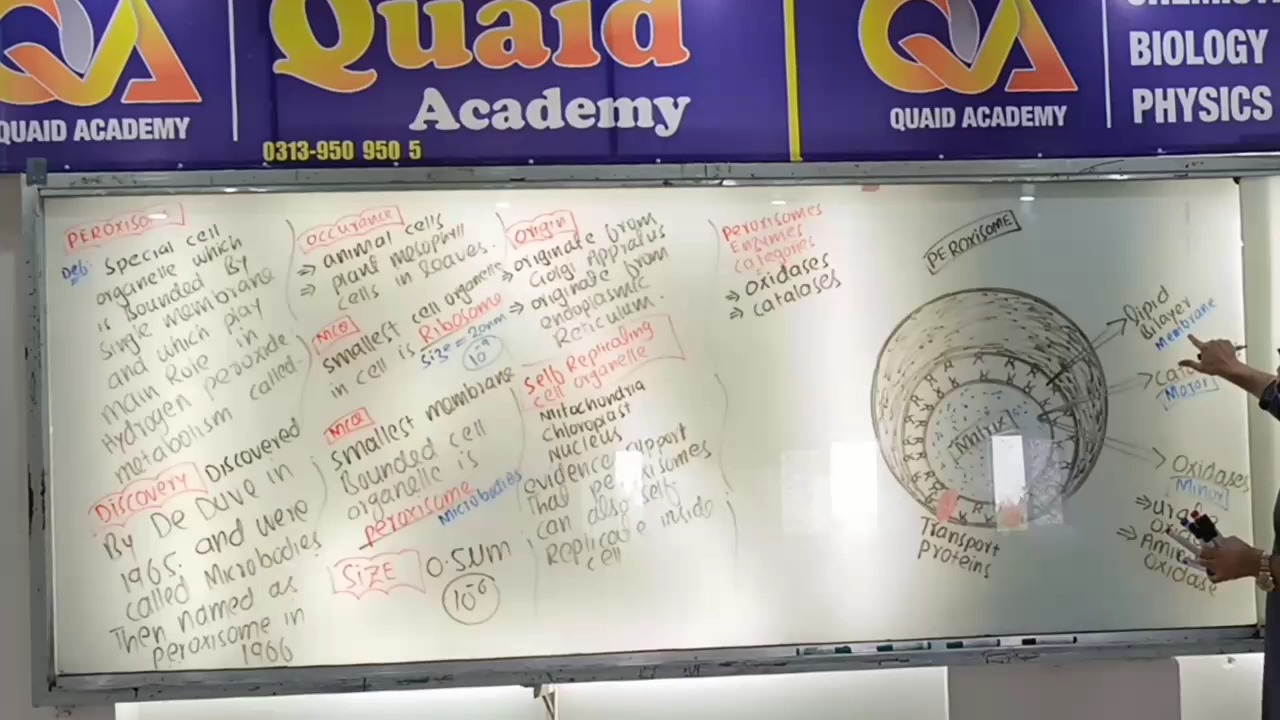 QUAID ACADEMY
Quaid
Academy
0313-950 950 5
QUAID ACADEMY
BIOLOGY
PHYSICS
PEROXISOM
Def: special cell
organelle which
is Bounded By
single membrane
and which play
main Role in
Hydrogen peroxide
metabolism called.
DISCOVERY Discovered
By De Duve in
1965. and were
called Microbodies
Then named as
peroxisome in
1966
OCCURANCE
⇒ animal cells
⇒ plant mesophyll
cells in leaves.
MCQ
smallest cell organelle
in cell is Ribosome
size = 20nm
10⁻⁹
MCQ
smallest membrane
Bounded cell
organelle is
peroxisome
Microbodies
SIZE 0.5um
10⁻⁶
Origin
⇒ originate from
Golgi Appratus
⇒ originate from
endoplasmic
Reticulum.
Self Replicating
cell organelle
Mitochondria
chloroplast
Nucleus
evidence support
That peroxisomes
can also self
Replicate inside
cell
Peroxisomes
Enzymes
categories
⇒ oxidases
⇒ catalases
PEROXISOME
lipid
Bilayer
Membrane
Major
Oxidases
Minor
⇒
⇒
Oxidase
Transport
proteins